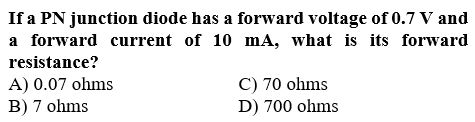 If a PN junction diode has a forward voltage of 0.7 V and
a forward current of 10 mA, what is its forward
resistance?
A) 0.07 ohms C) 70 ohms
B) 7 ohms D) 700 ohms